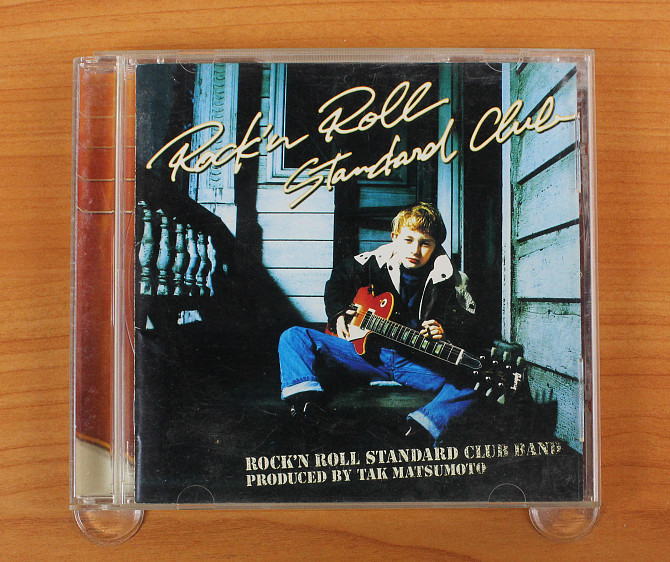 Rock'n Roll
Standard Club
ROCK'N ROLL STANDARD CLUB BAND
PRODUCED BY TAK MATSUMOTO